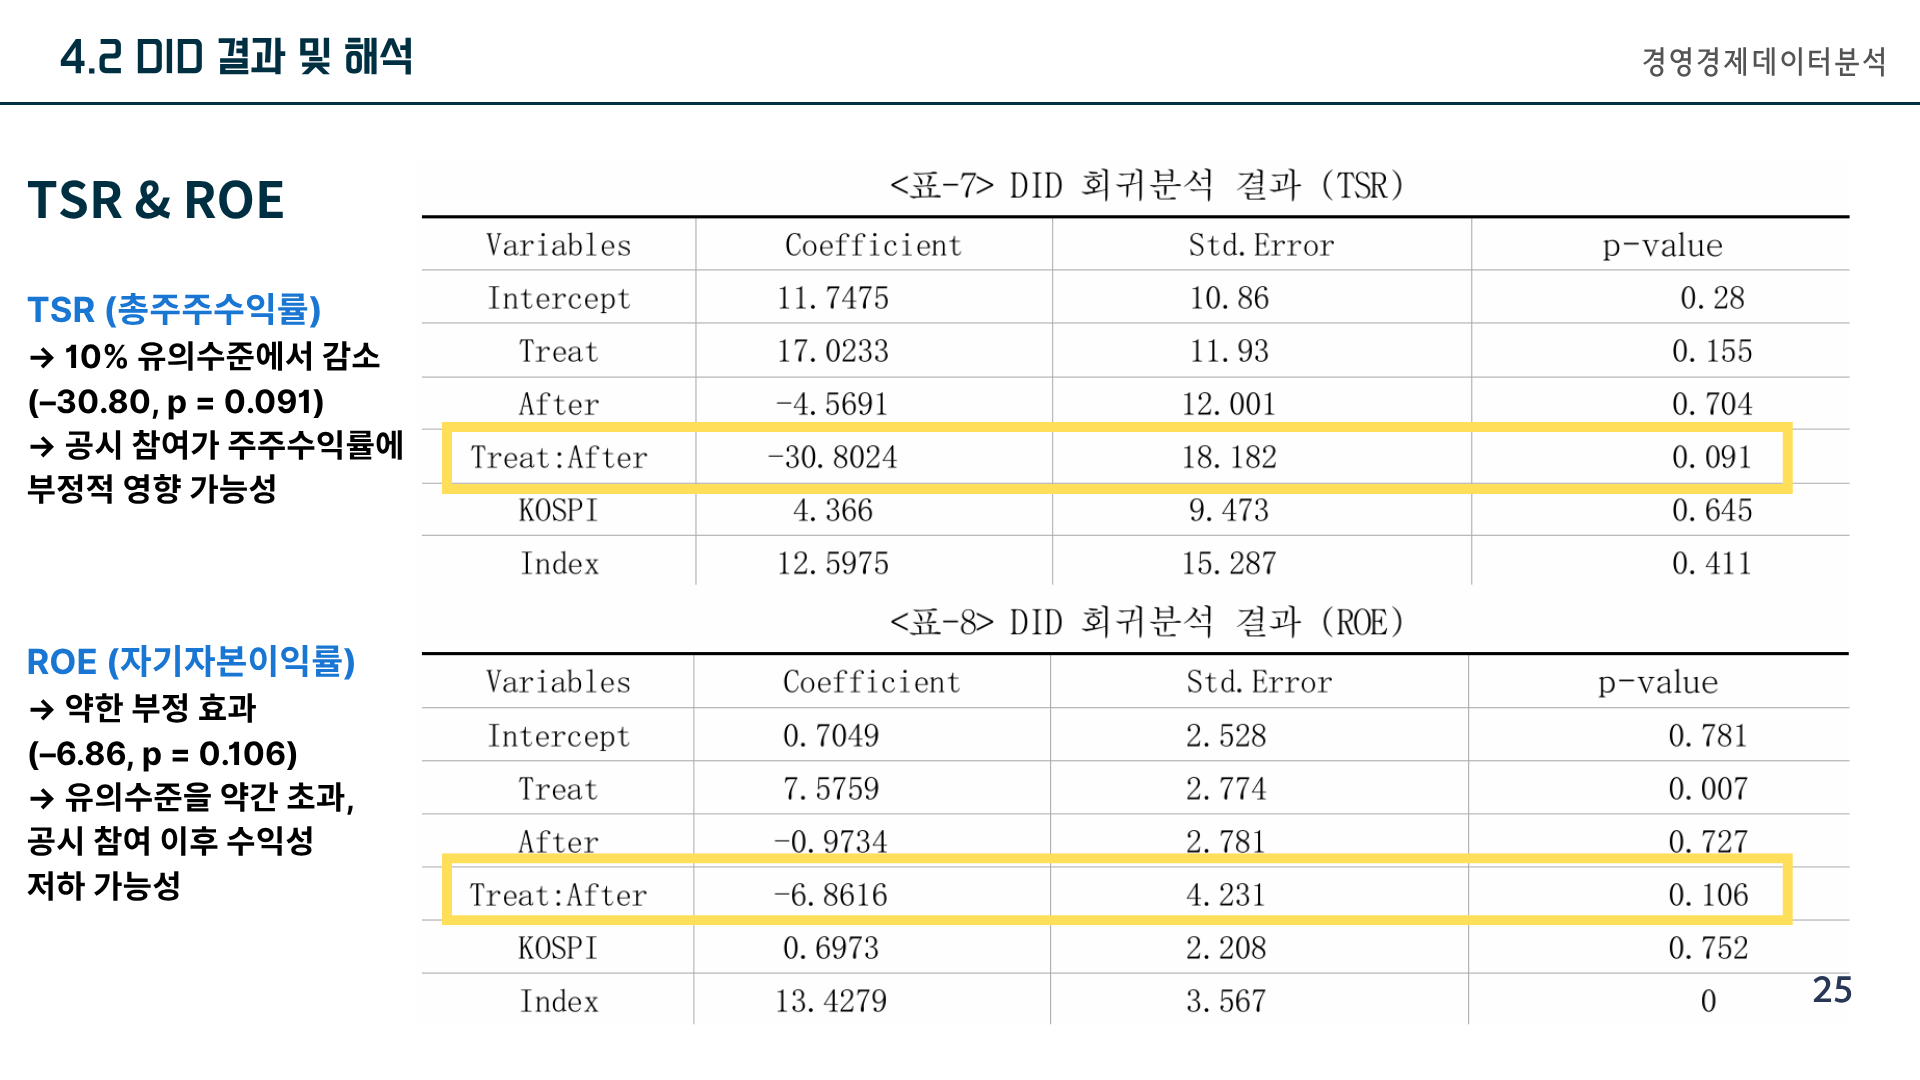 4.2 DID 결과 및 해석
경영경제데이터분석
TSR & ROE
TSR (총주주수익률)
→ 10% 유의수준에서 감소
(–30.80, p = 0.091)
→ 공시 참여가 주주수익률에
부정적 영향 가능성
ROE (자기자본이익률)
→ 약한 부정 효과
(–6.86, p = 0.106)
→ 유의수준을 약간 초과,
공시 참여 이후 수익성
저하 가능성
<표-7> DID 회귀분석 결과 (TSR)
Variables Coefficient Std.Error p-value
Intercept 11.7475 10.86 0.28
Treat 17.0233 11.93 0.155
After -4.5691 12.001 0.704
Treat:After -30.8024 18.182 0.091
KOSPI 4.366 9.473 0.645
Index 12.5975 15.287 0.411
<표-8> DID 회귀분석 결과 (ROE)
Variables Coefficient Std.Error p-value
Intercept 0.7049 2.528 0.781
Treat 7.5759 2.774 0.007
After -0.9734 2.781 0.727
Treat:After -6.8616 4.231 0.106
KOSPI 0.6973 2.208 0.752
Index 13.4279 3.567 0
25